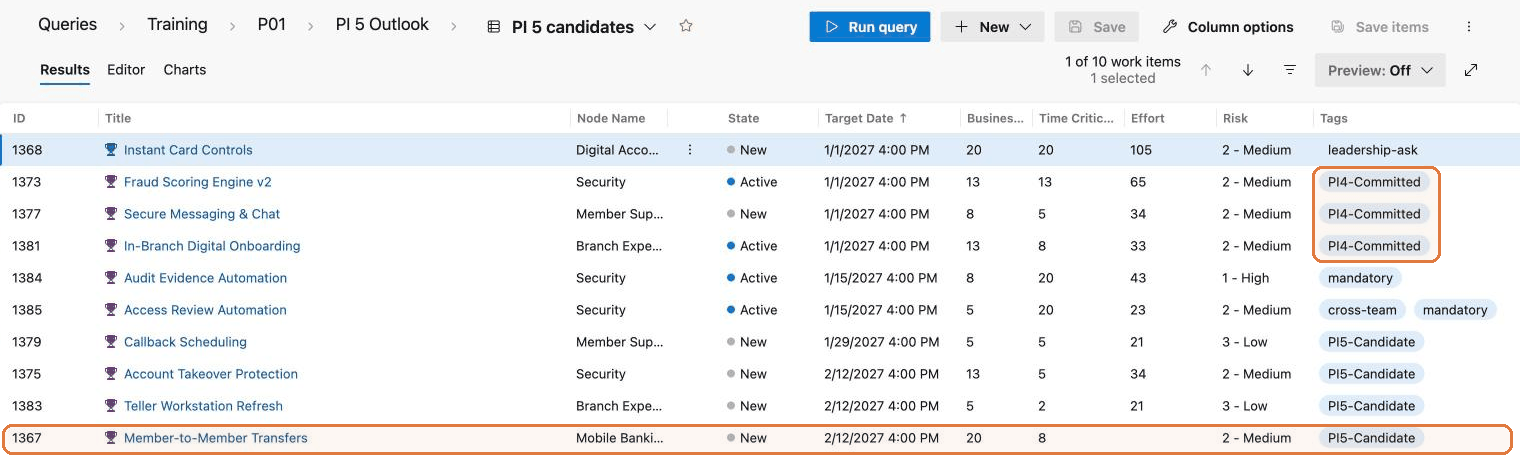 Queries > Training > P01 > PI 5 Outlook > PI 5 candidates Run query + New Save Column options Save items
Results Editor Charts 1 of 10 work items Preview: Off
1 selected
ID Title Node Name State Target Date ↑ Busines... Time Critic... Effort Risk Tags
1368 Instant Card Controls Digital Acco... New 1/1/2027 4:00 PM 20 20 105 2 - Medium leadership-ask
1373 Fraud Scoring Engine v2 Security Active 1/1/2027 4:00 PM 13 13 65 2 - Medium PI4-Committed
1377 Secure Messaging & Chat Member Sup... New 1/1/2027 4:00 PM 8 5 34 2 - Medium PI4-Committed
1381 In-Branch Digital Onboarding Branch Expe... Active 1/1/2027 4:00 PM 13 8 33 2 - Medium PI4-Committed
1384 Audit Evidence Automation Security Active 1/15/2027 4:00 PM 8 20 43 1 - High mandatory
1385 Access Review Automation Security Active 1/15/2027 4:00 PM 5 20 23 2 - Medium cross-team mandatory
1379 Callback Scheduling Member Sup... New 1/29/2027 4:00 PM 5 5 21 3 - Low PI5-Candidate
1375 Account Takeover Protection Security New 2/12/2027 4:00 PM 13 5 34 2 - Medium PI5-Candidate
1383 Teller Workstation Refresh Branch Expe... New 2/12/2027 4:00 PM 5 2 21 3 - Low PI5-Candidate
1367 Member-to-Member Transfers Mobile Banki... New 2/12/2027 4:00 PM 20 8 2 - Medium PI5-Candidate